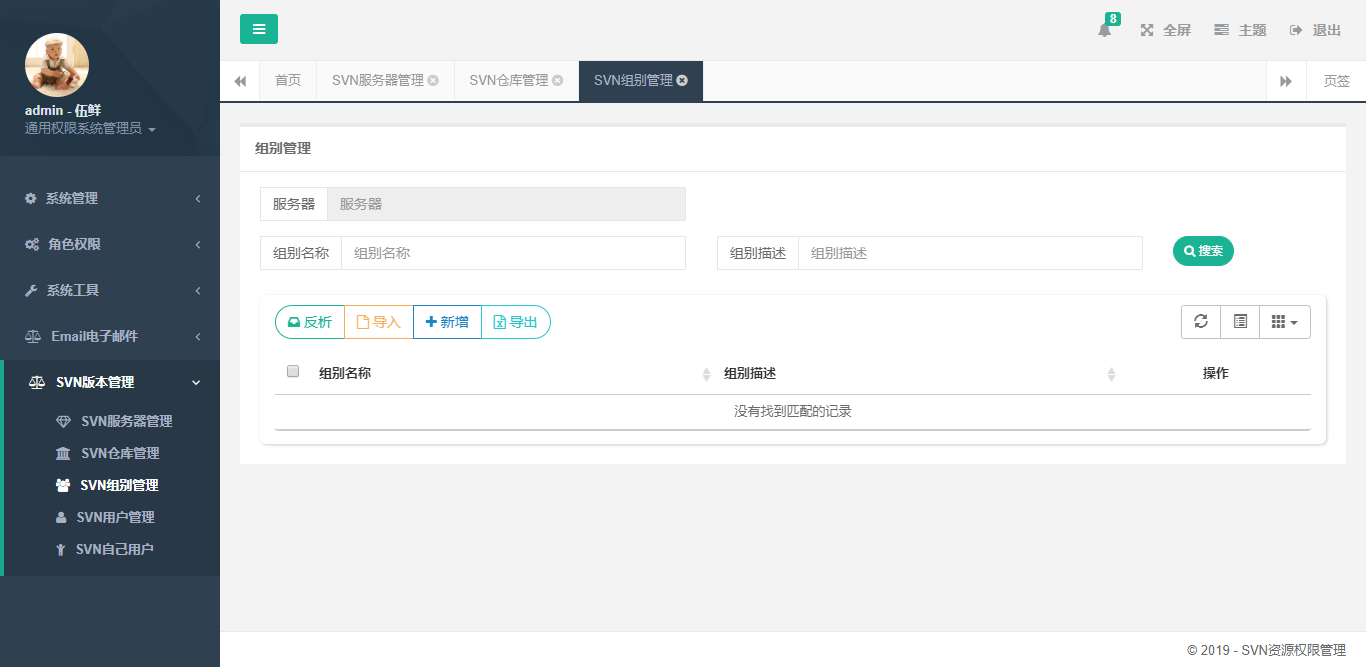 8
全屏
主题
退出
admin - 伍鲜
通用权限系统管理员
首页
SVN服务器管理
SVN仓库管理
SVN组别管理
页签
系统管理
角色权限
系统工具
Email电子邮件
SVN版本管理
SVN服务器管理
SVN仓库管理
SVN组别管理
SVN用户管理
SVN自己用户
组别管理
服务器 服务器
组别名称 组别名称
组别描述 组别描述
搜索
反析
导入
新增
导出
组别名称 组别描述 操作
没有找到匹配的记录
© 2019 - SVN资源权限管理